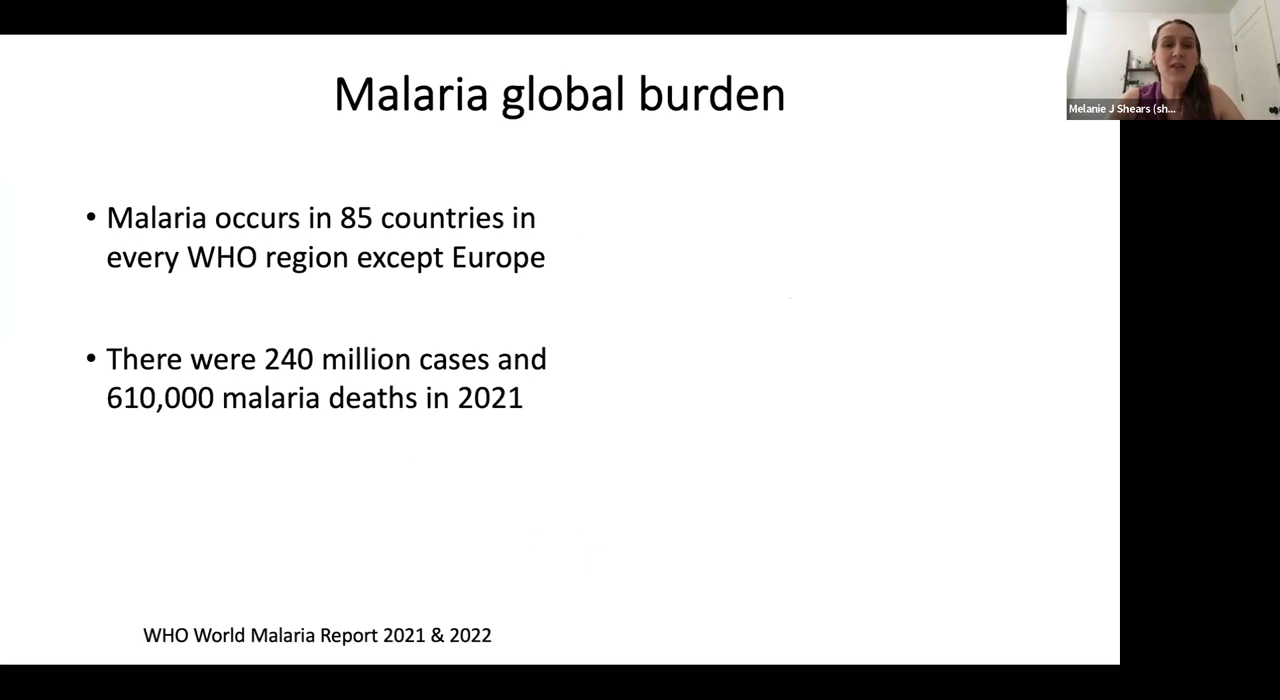 Malaria global burden
Melanie J Shears (sh...
• Malaria occurs in 85 countries in
every WHO region except Europe
• There were 240 million cases and
610,000 malaria deaths in 2021
WHO World Malaria Report 2021 & 2022